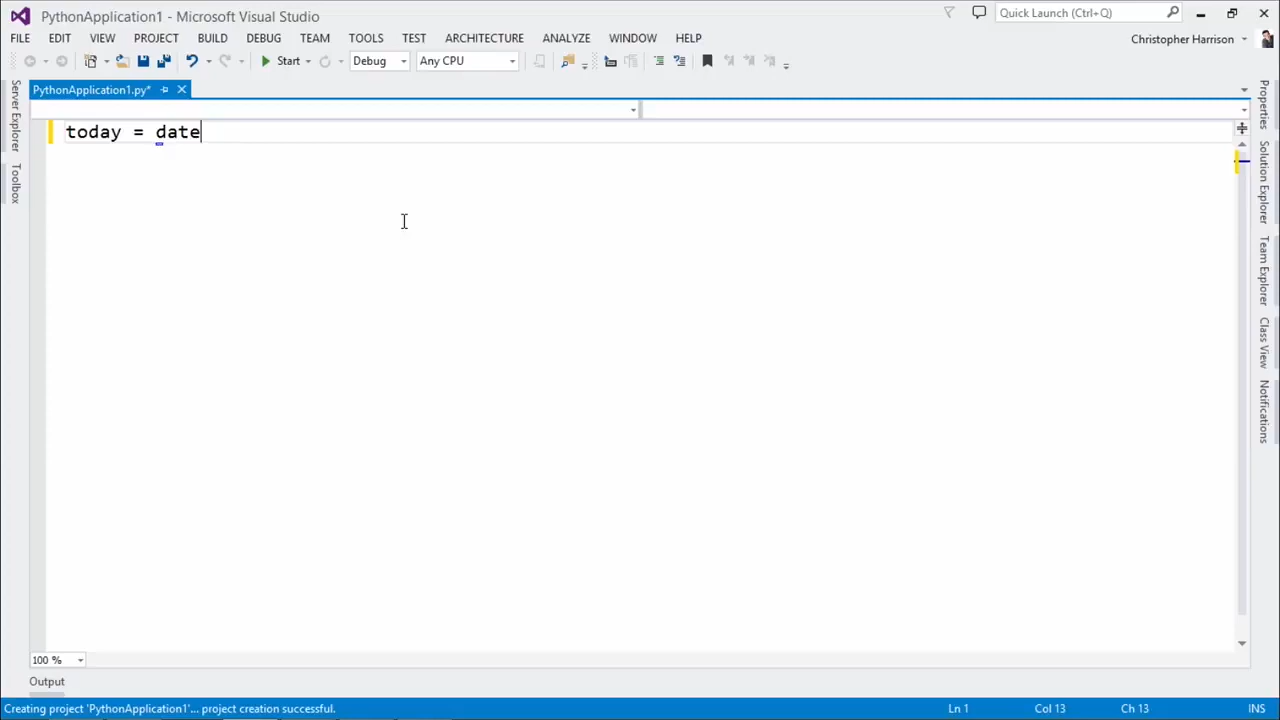 PythonApplication1 - Microsoft Visual Studio
Quick Launch (Ctrl+Q)
FILE EDIT VIEW PROJECT BUILD DEBUG TEAM TOOLS TEST ARCHITECTURE ANALYZE WINDOW HELP
Christopher Harrison
Start Debug Any CPU
PythonApplication1.py*
today = date
Server Explorer
Toolbox
Properties
Solution Explorer
Team Explorer
Class View
Notifications
100 %
Output
Creating project 'PythonApplication1'... project creation successful.
Ln 1 Col 13 Ch 13 INS